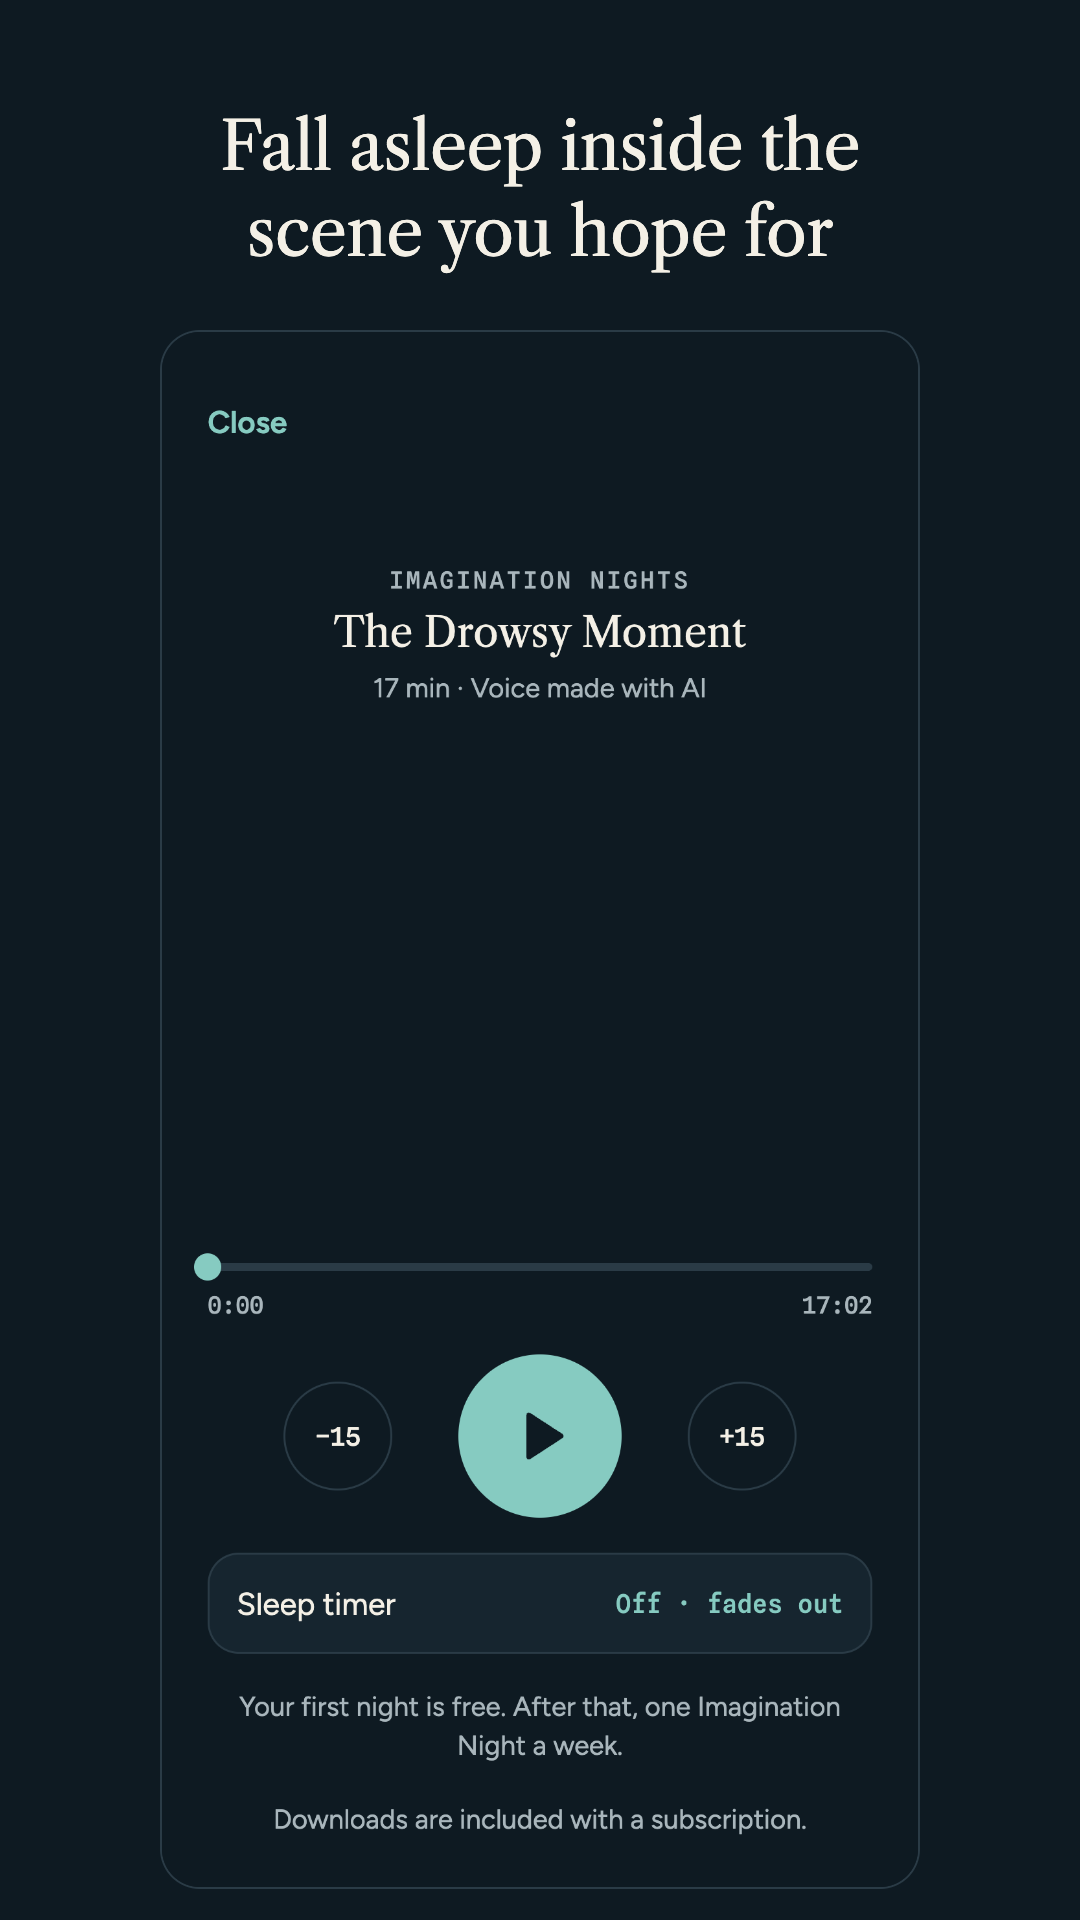 Fall asleep inside the
scene you hope for
Close
IMAGINATION NIGHTS
The Drowsy Moment
17 min · Voice made with AI
0:00
17:02
−15
+15
Sleep timer
Off · fades out
Your first night is free. After that, one Imagination
Night a week.
Downloads are included with a subscription.